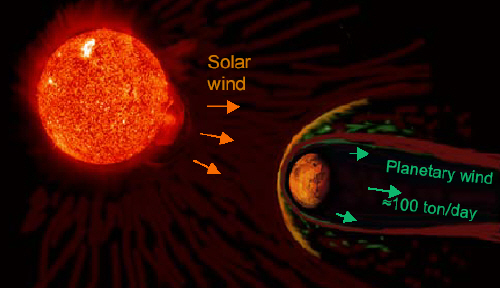 Solar
wind
Planetary wind
≈100 ton/day